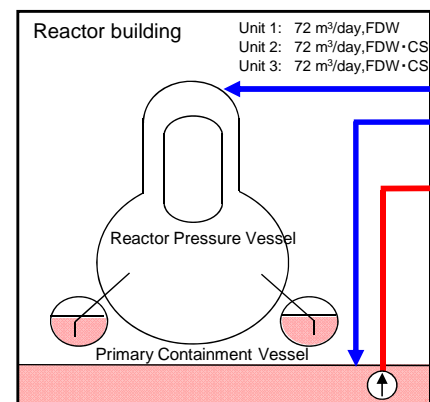 Reactor building
Unit 1: 72 m³/day,FDW
Unit 2: 72 m³/day,FDW・CS
Unit 3: 72 m³/day,FDW・CS
Reactor Pressure Vessel
Primary Containment Vessel